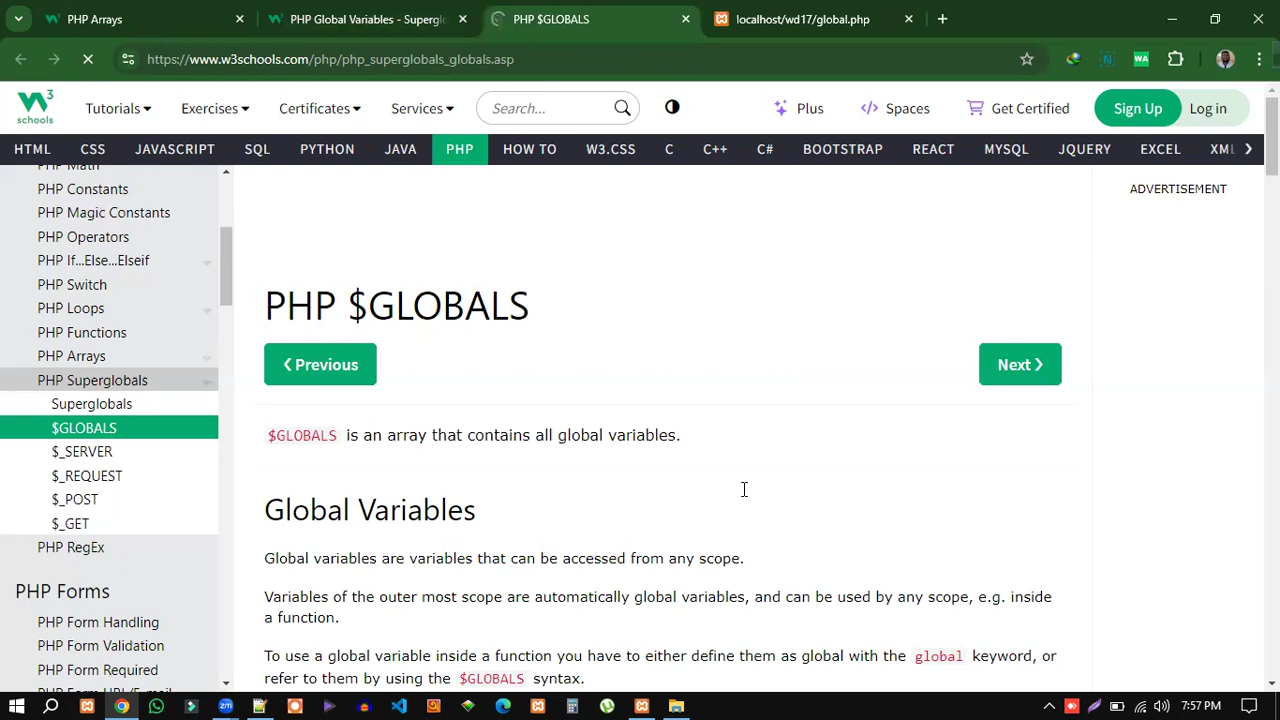 PHP Arrays
PHP Global Variables - Supergl
PHP $GLOBALS
localhost/wd17/global.php
https://www.w3schools.com/php/php_superglobals_globals.asp
W3 schools
Tutorials
Exercises
Certificates
Services
Search...
Plus
Spaces
Get Certified
Sign Up
Log in
HTML CSS JAVASCRIPT SQL PYTHON JAVA PHP HOW TO W3.CSS C C++ C# BOOTSTRAP REACT MYSQL JQUERY EXCEL XML
PHP Math
PHP Constants
PHP Magic Constants
PHP Operators
PHP If...Else...Elseif
PHP Switch
PHP Loops
PHP Functions
PHP Arrays
PHP Superglobals
Superglobals
$GLOBALS
$_SERVER
$_REQUEST
$_POST
$_GET
PHP RegEx
PHP Forms
PHP Form Handling
PHP Form Validation
PHP Form Required
PHP Form URL/E-mail
ADVERTISEMENT
PHP $GLOBALS
❮ Previous
Next ❯
$GLOBALS is an array that contains all global variables.
Global Variables
Global variables are variables that can be accessed from any scope.
Variables of the outer most scope are automatically global variables, and can be used by any scope, e.g. inside
a function.
To use a global variable inside a function you have to either define them as global with the global keyword, or
refer to them by using the $GLOBALS syntax.
7:57 PM